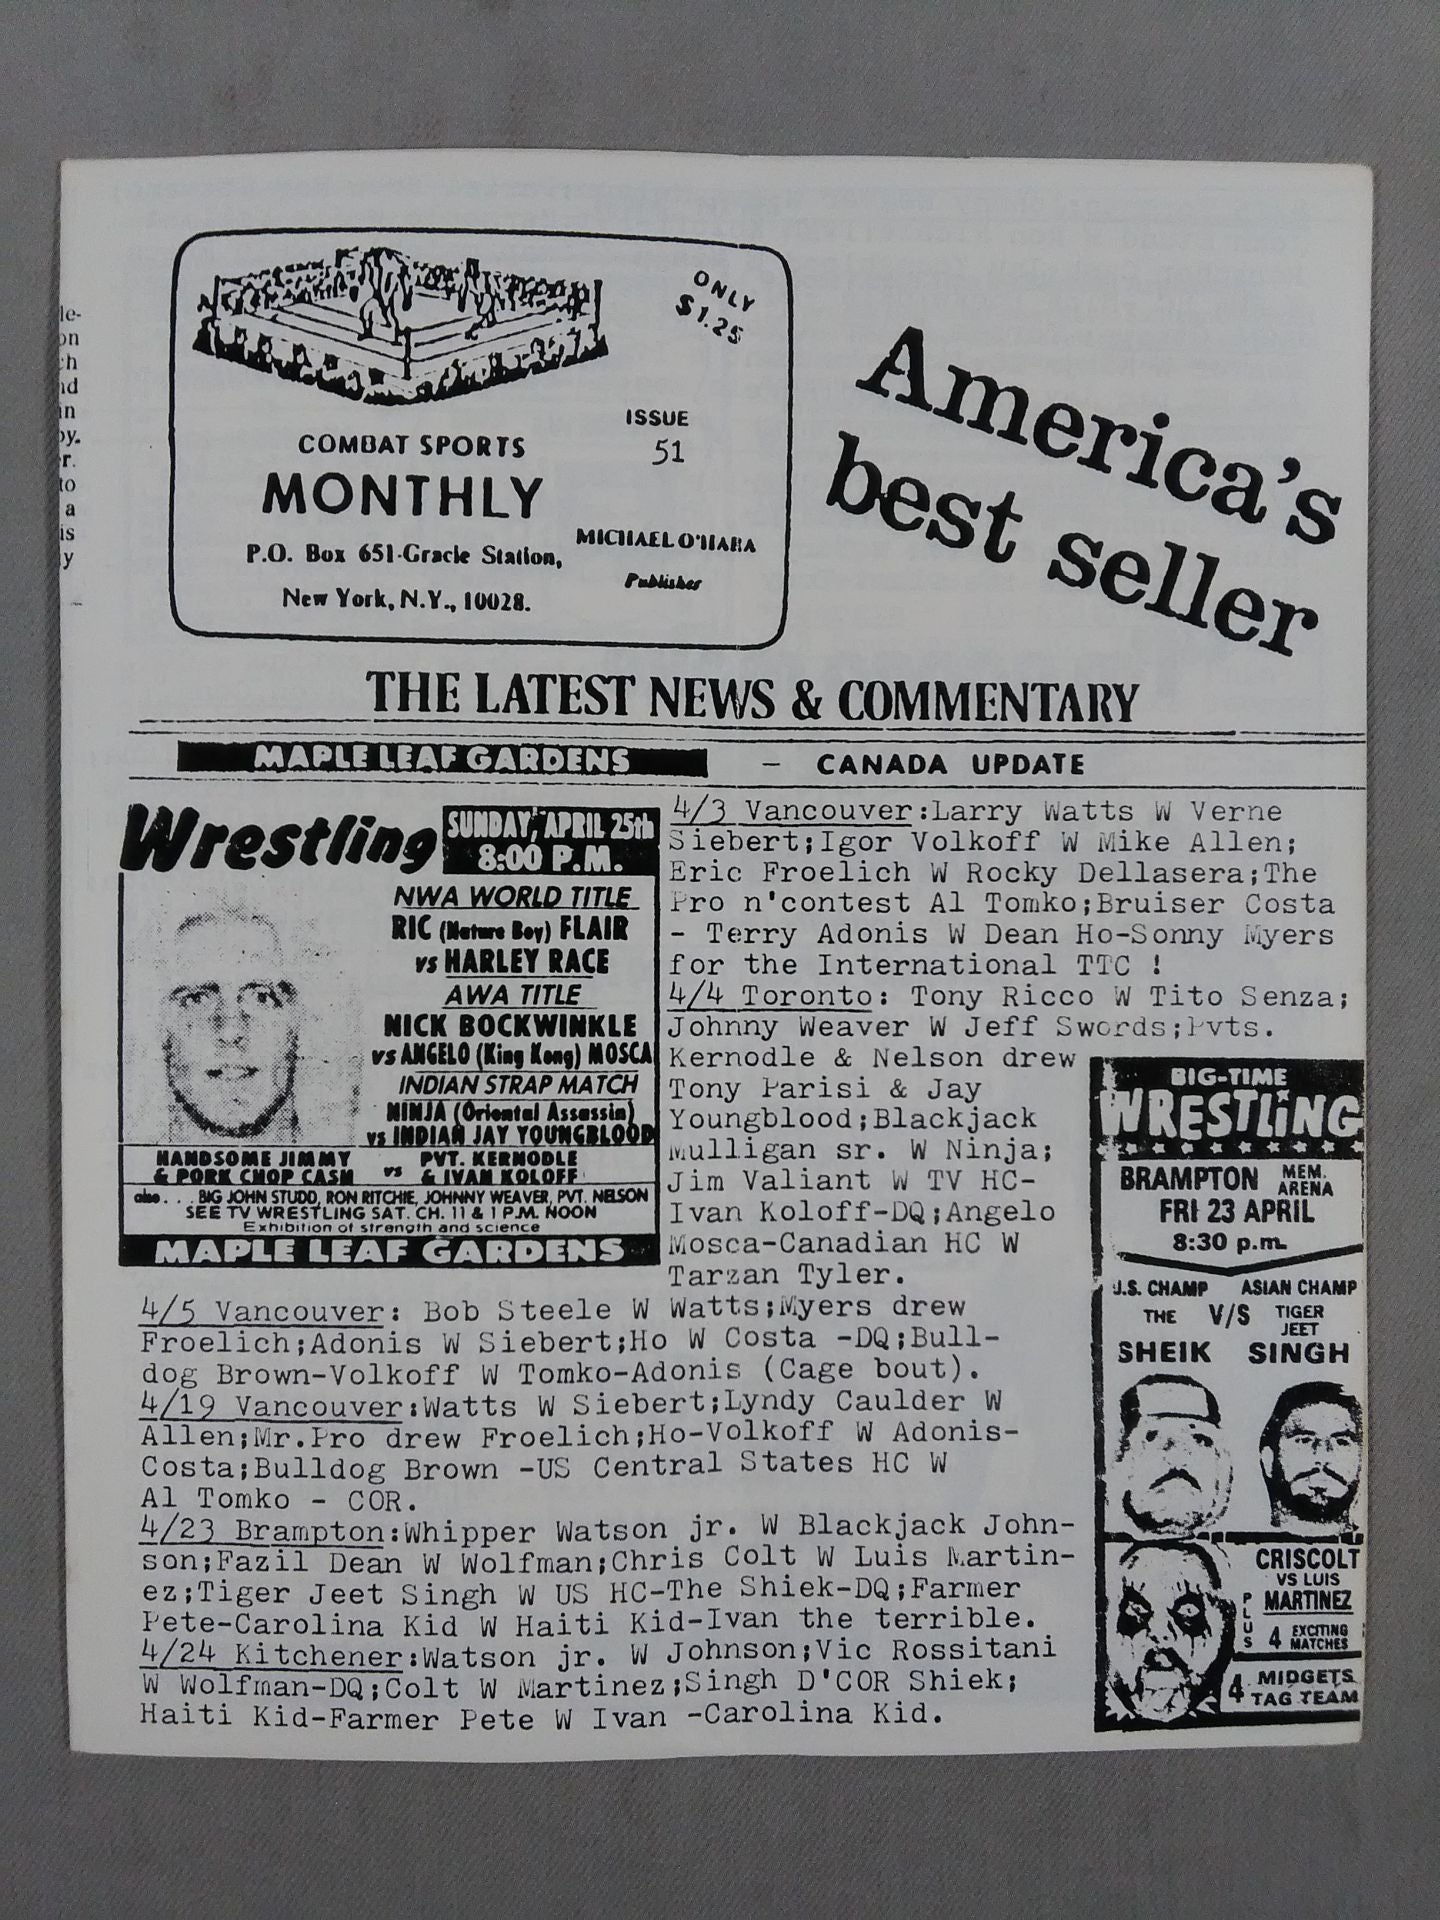 le-
on
ch
nd
in
by.
r.
to
a
is
y
ONLY
$1.25
ISSUE
51
COMBAT SPORTS
MONTHLY
P.O. Box 651-Gracie Station,
New York, N.Y., 10028.
MICHAEL O'HARA
Publisher
America's
best seller
THE LATEST NEWS & COMMENTARY
MAPLE LEAF GARDENS - CANADA UPDATE
Wrestling
SUNDAY, APRIL 25th
8:00 P.M.
NWA WORLD TITLE
RIC (Nature Boy) FLAIR
vs HARLEY RACE
AWA TITLE
NICK BOCKWINKLE
vs ANGELO (King Kong) MOSCA
INDIAN STRAP MATCH
NINJA (Oriental Assassin)
vs INDIAN JAY YOUNGBLOOD
HANDSOME JIMMY
& PORK CHOP CASH
vs
PVT. KERNODLE
& IVAN KOLOFF
also . . . BIG JOHN STUDD, RON RITCHIE, JOHNNY WEAVER, PVT. NELSON
SEE TV WRESTLING SAT. CH. 11 & 1 P.M. NOON
Exhibition of strength and science
MAPLE LEAF GARDENS
4/3 Vancouver:Larry Watts W Verne
Siebert;Igor Volkoff W Mike Allen;
Eric Froelich W Rocky Dellasera;The
Pro n'contest Al Tomko;Bruiser Costa
- Terry Adonis W Dean Ho-Sonny Myers
for the International TTC !
4/4 Toronto: Tony Ricco W Tito Senza;
Johnny Weaver W Jeff Swords;Pvts.
Kernodle & Nelson drew
Tony Parisi & Jay
Youngblood;Blackjack
Mulligan sr. W Ninja;
Jim Valiant W TV HC-
Ivan Koloff-DQ;Angelo
Mosca-Canadian HC W
Tarzan Tyler.
4/5 Vancouver: Bob Steele W Watts;Myers drew
Froelich;Adonis W Siebert;Ho W Costa -DQ;Bull-
dog Brown-Volkoff W Tomko-Adonis (Cage bout).
4/19 Vancouver:Watts W Siebert;Lyndy Caulder W
Allen;Mr.Pro drew Froelich;Ho-Volkoff W Adonis-
Costa;Bulldog Brown -US Central States HC W
Al Tomko - COR.
4/23 Brampton:Whipper Watson jr. W Blackjack John-
son;Fazil Dean W Wolfman;Chris Colt W Luis Martin-
ez;Tiger Jeet Singh W US HC-The Shiek-DQ;Farmer
Pete-Carolina Kid W Haiti Kid-Ivan the terrible.
4/24 Kitchener:Watson jr. W Johnson;Vic Rossitani
W Wolfman-DQ;Colt W Martinez;Singh D'COR Shiek;
Haiti Kid-Farmer Pete W Ivan -Carolina Kid.
BIG-TIME
WRESTLING
BRAMPTON MEM. ARENA
FRI 23 APRIL
8:30 p.m.
U.S. CHAMP ASIAN CHAMP
THE V/S TIGER JEET
SHEIK SINGH
CRISCOLT
VS LUIS
MARTINEZ
PLUS
4 EXCITING MATCHES
4 MIDGETS
TAG TEAM